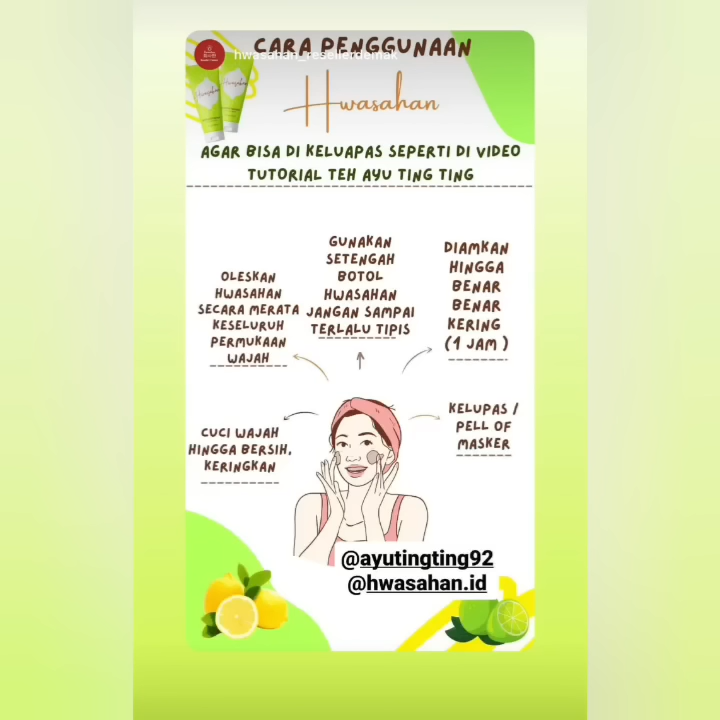 CARA PENGGUNAAN
hwasahan_resellerdemak
Hwasahan
AGAR BISA DI KELUAPAS SEPERTI DI VIDEO
TUTORIAL TEH AYU TING TING
CUCI WAJAH
HINGGA BERSIH,
KERINGKAN
OLESKAN
HWASAHAN
SECARA MERATA
KESELURUH
PERMUKAAN
WAJAH
GUNAKAN
SETENGAH
BOTOL
HWASAHAN
JANGAN SAMPAI
TERLALU TIPIS
DIAMKAN
HINGGA
BENAR
BENAR
KERING
(1 JAM)
KELUPAS /
PELL OF
MASKER
@ayutingting92
@hwasahan.id